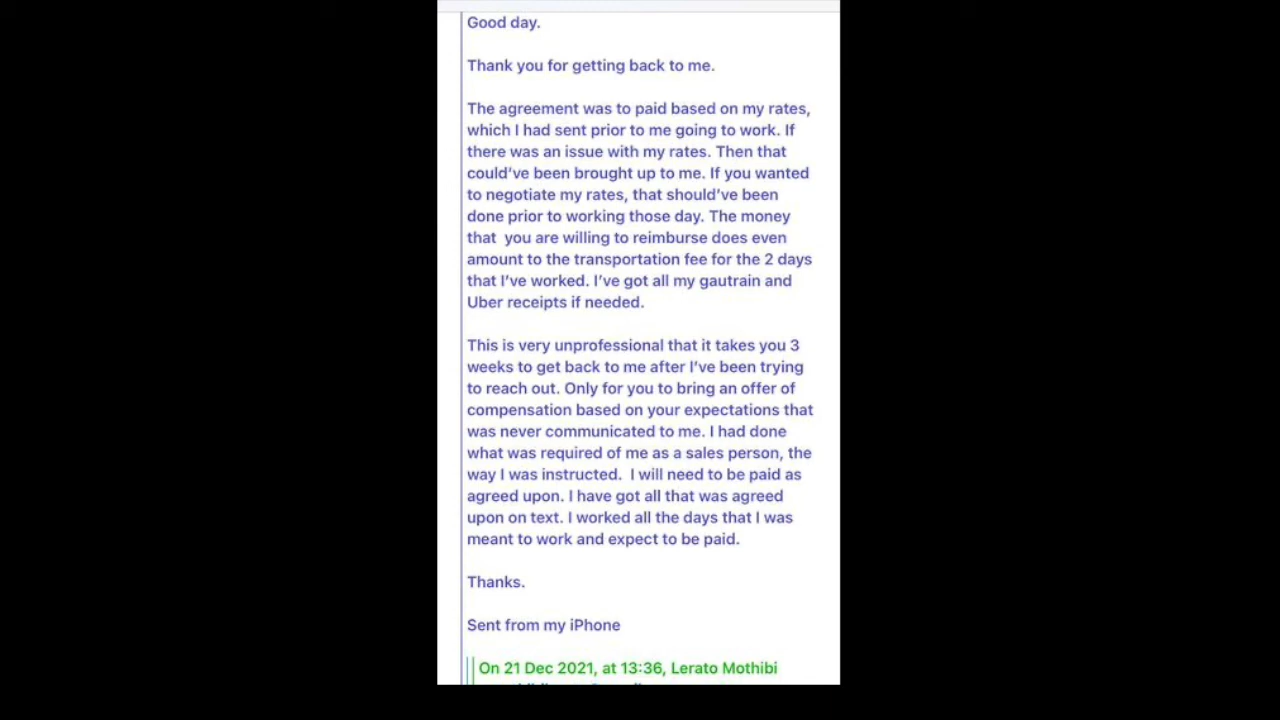 Good day.
Thank you for getting back to me.
The agreement was to paid based on my rates,
which I had sent prior to me going to work. If
there was an issue with my rates. Then that
could've been brought up to me. If you wanted
to negotiate my rates, that should've been
done prior to working those day. The money
that  you are willing to reimburse does even
amount to the transportation fee for the 2 days
that I've worked. I've got all my gautrain and
Uber receipts if needed.
This is very unprofessional that it takes you 3
weeks to get back to me after I've been trying
to reach out. Only for you to bring an offer of
compensation based on your expectations that
was never communicated to me. I had done
what was required of me as a sales person, the
way I was instructed.  I will need to be paid as
agreed upon. I have got all that was agreed
upon on text. I worked all the days that I was
meant to work and expect to be paid.
Thanks.
Sent from my iPhone
On 21 Dec 2021, at 13:36, Lerato Mothibi